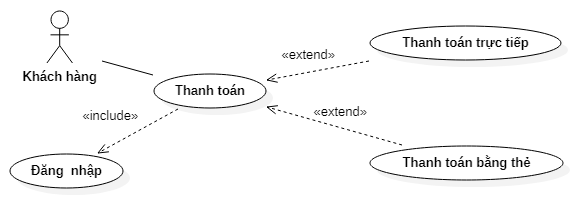 Khách hàng
«extend»
Thanh toán trực tiếp
Thanh toán
«include»
«extend»
Đăng  nhập
Thanh toán bằng thẻ